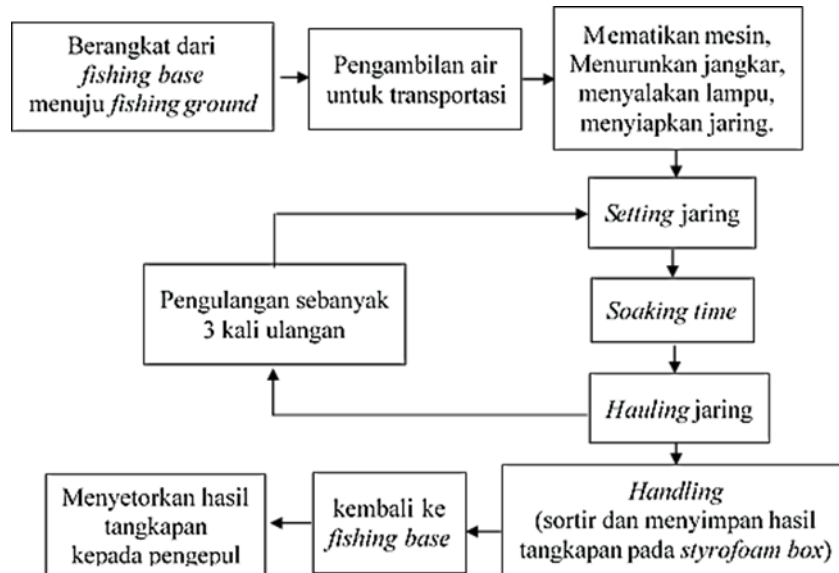 Berangkat dari
fishing base
menuju fishing ground
Pengambilan air
untuk transportasi
Mematikan mesin,
Menurunkan jangkar,
menyalakan lampu,
menyiapkan jaring.
Setting jaring
Soaking time
Hauling jaring
Pengulangan sebanyak
3 kali ulangan
Handling
(sortir dan menyimpan hasil
tangkapan pada styrofoam box)
kembali ke
fishing base
Menyetorkan hasil
tangkapan
kepada pengepul